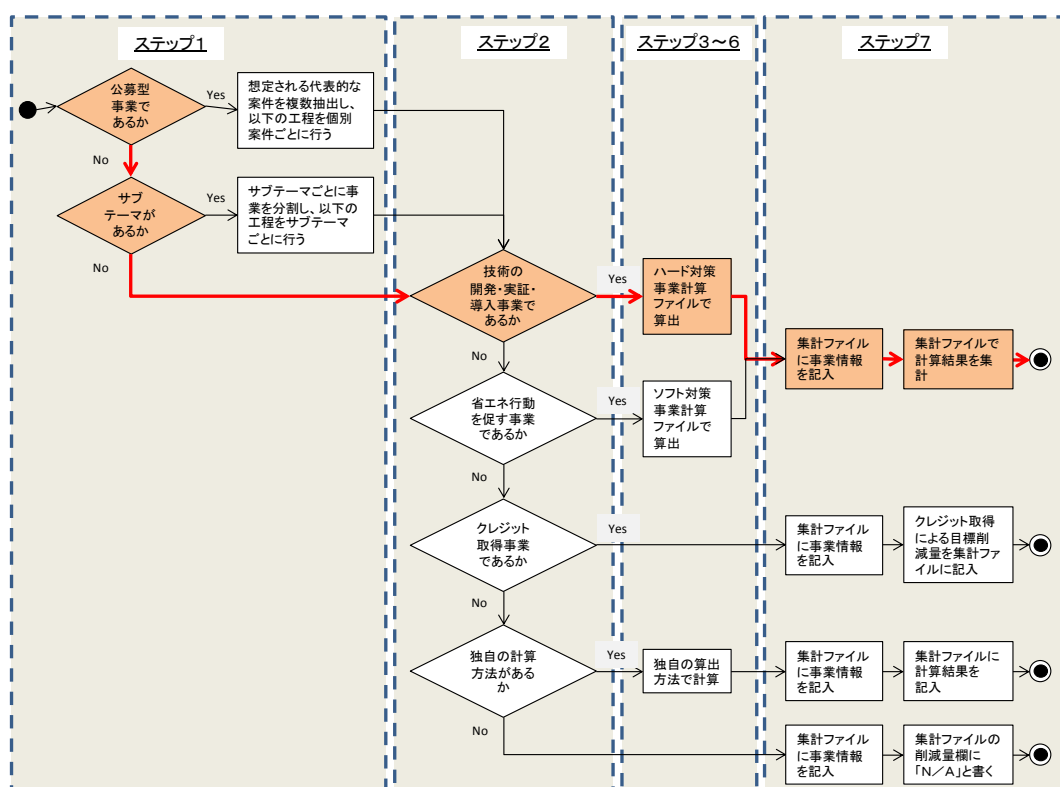 ステップ1
ステップ2
ステップ3~6
ステップ7
公募型
事業で
あるか
Yes
想定される代表的な
案件を複数抽出し、
以下の工程を個別
案件ごとに行う
No
サブ
テーマが
あるか
Yes
サブテーマごとに事
業を分割し、以下の
工程をサブテーマ
ごとに行う
No
技術の
開発・実証・
導入事業で
あるか
Yes
ハード対策
事業計算
ファイルで
算出
集計ファイル
に事業情報
を記入
集計ファイルで
計算結果を集
計
No
省エネ行動
を促す事業
であるか
Yes
ソフト対策
事業計算
ファイルで
算出
No
クレジット
取得事業
であるか
Yes
集計ファイル
に事業情報
を記入
クレジット取得
による目標削
減量を集計ファ
イルに記入
No
独自の計算
方法がある
か
Yes
独自の算出
方法で計算
集計ファイル
に事業情報
を記入
集計ファイルに
計算結果を
記入
No
集計ファイル
に事業情報
を記入
集計ファイルの
削減量欄に
「N/A」と書く